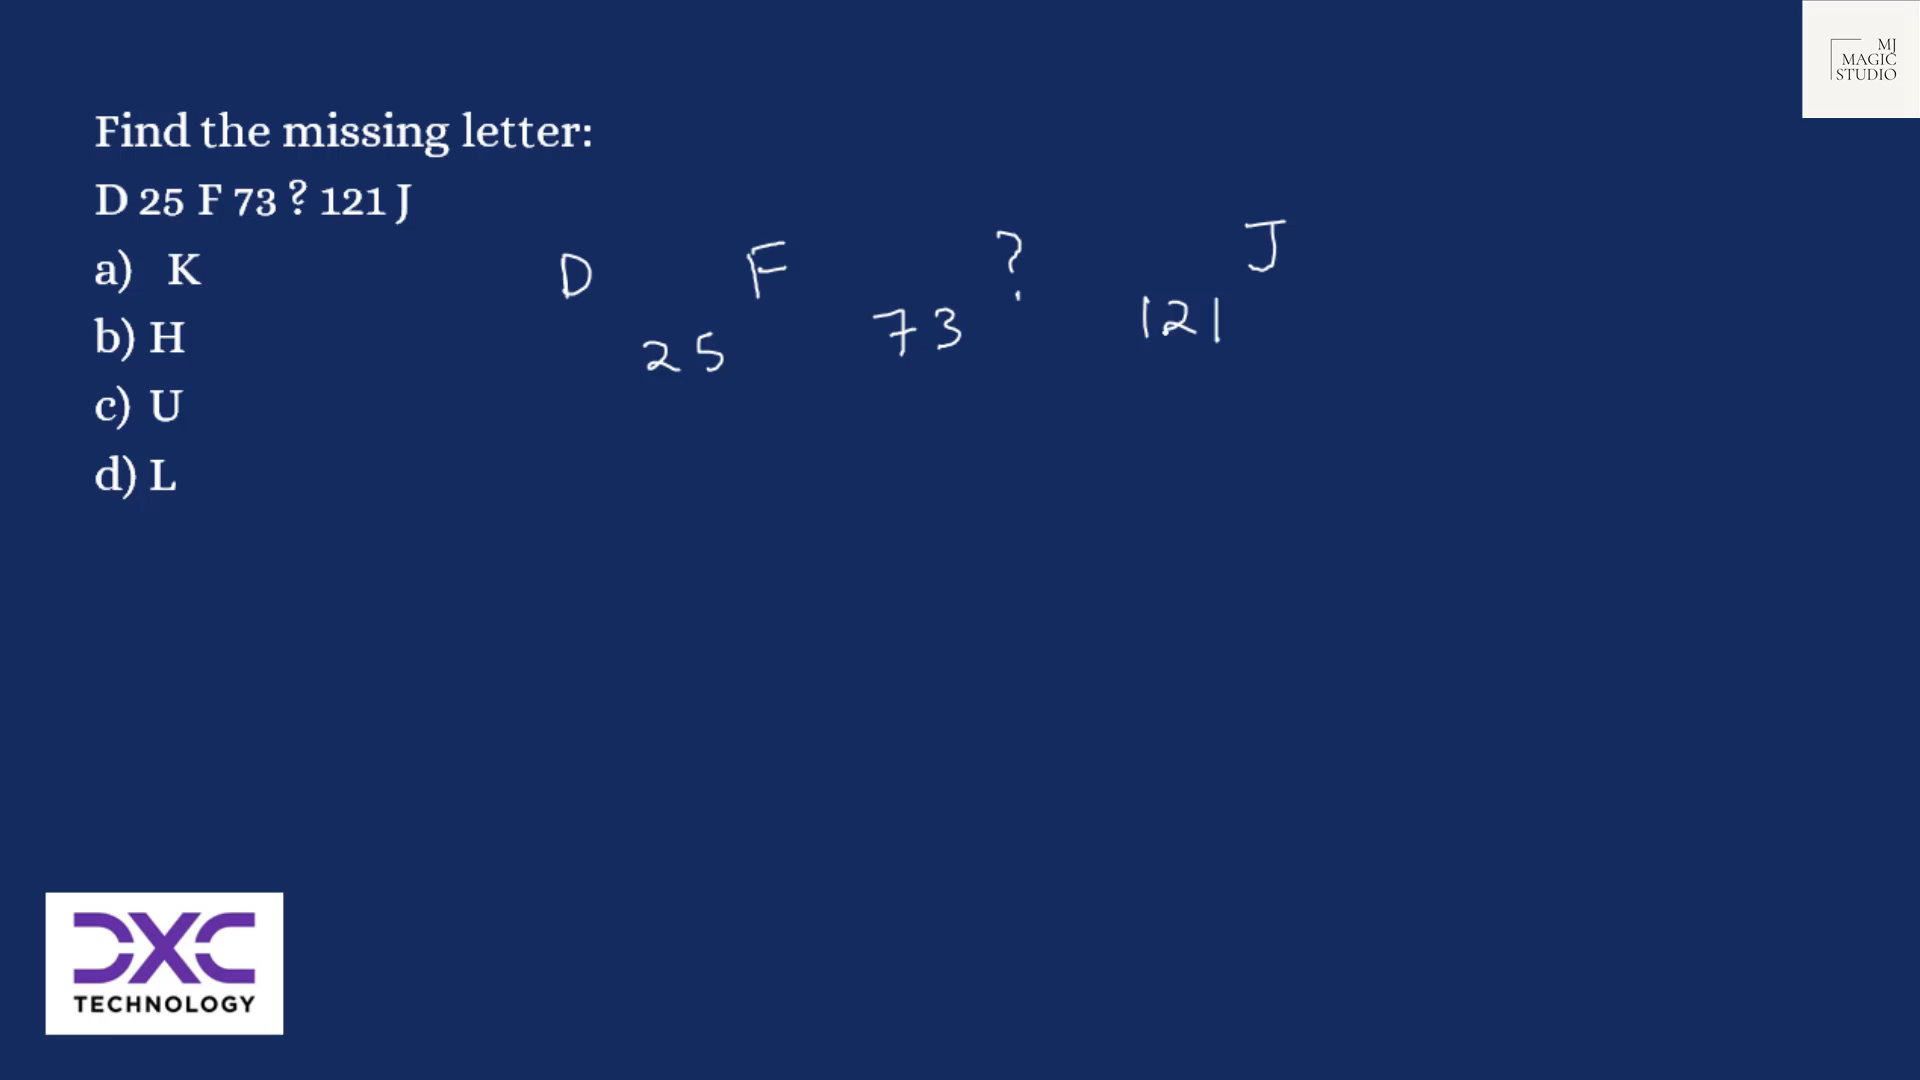 MJ
MAGIC
STUDIO
Find the missing letter:
D 25 F 73 ? 121 J
a) K
b) H
c) U
d) L
D 25 F 73 ? 121 J
DXC
TECHNOLOGY